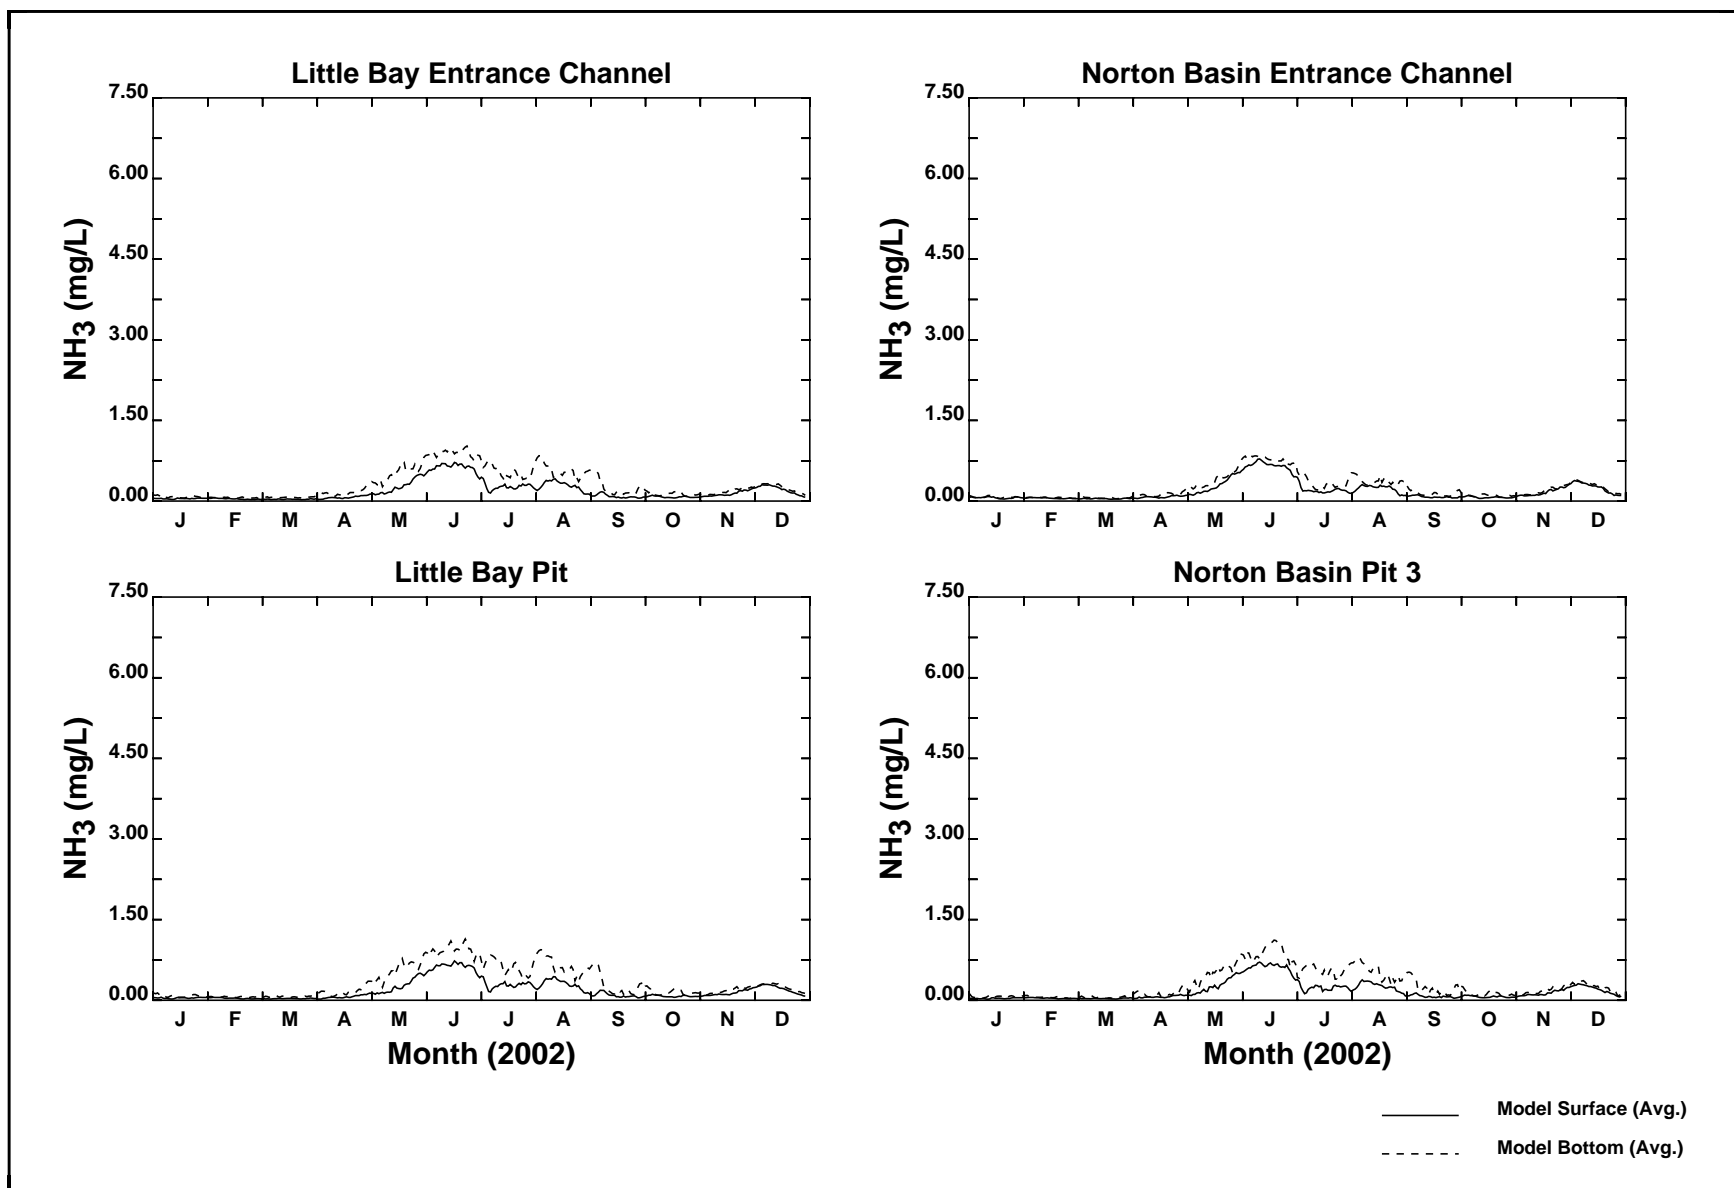 Little Bay Entrance Channel
7.50
6.00
4.50
3.00
1.50
0.00
NH3 (mg/L)
J F M A M J J A S O N D
Norton Basin Entrance Channel
7.50
6.00
4.50
3.00
1.50
0.00
NH3 (mg/L)
J F M A M J J A S O N D
Little Bay Pit
7.50
6.00
4.50
3.00
1.50
0.00
NH3 (mg/L)
J F M A M J J A S O N D
Month (2002)
Norton Basin Pit 3
7.50
6.00
4.50
3.00
1.50
0.00
NH3 (mg/L)
J F M A M J J A S O N D
Month (2002)
Model Surface (Avg.)
Model Bottom (Avg.)